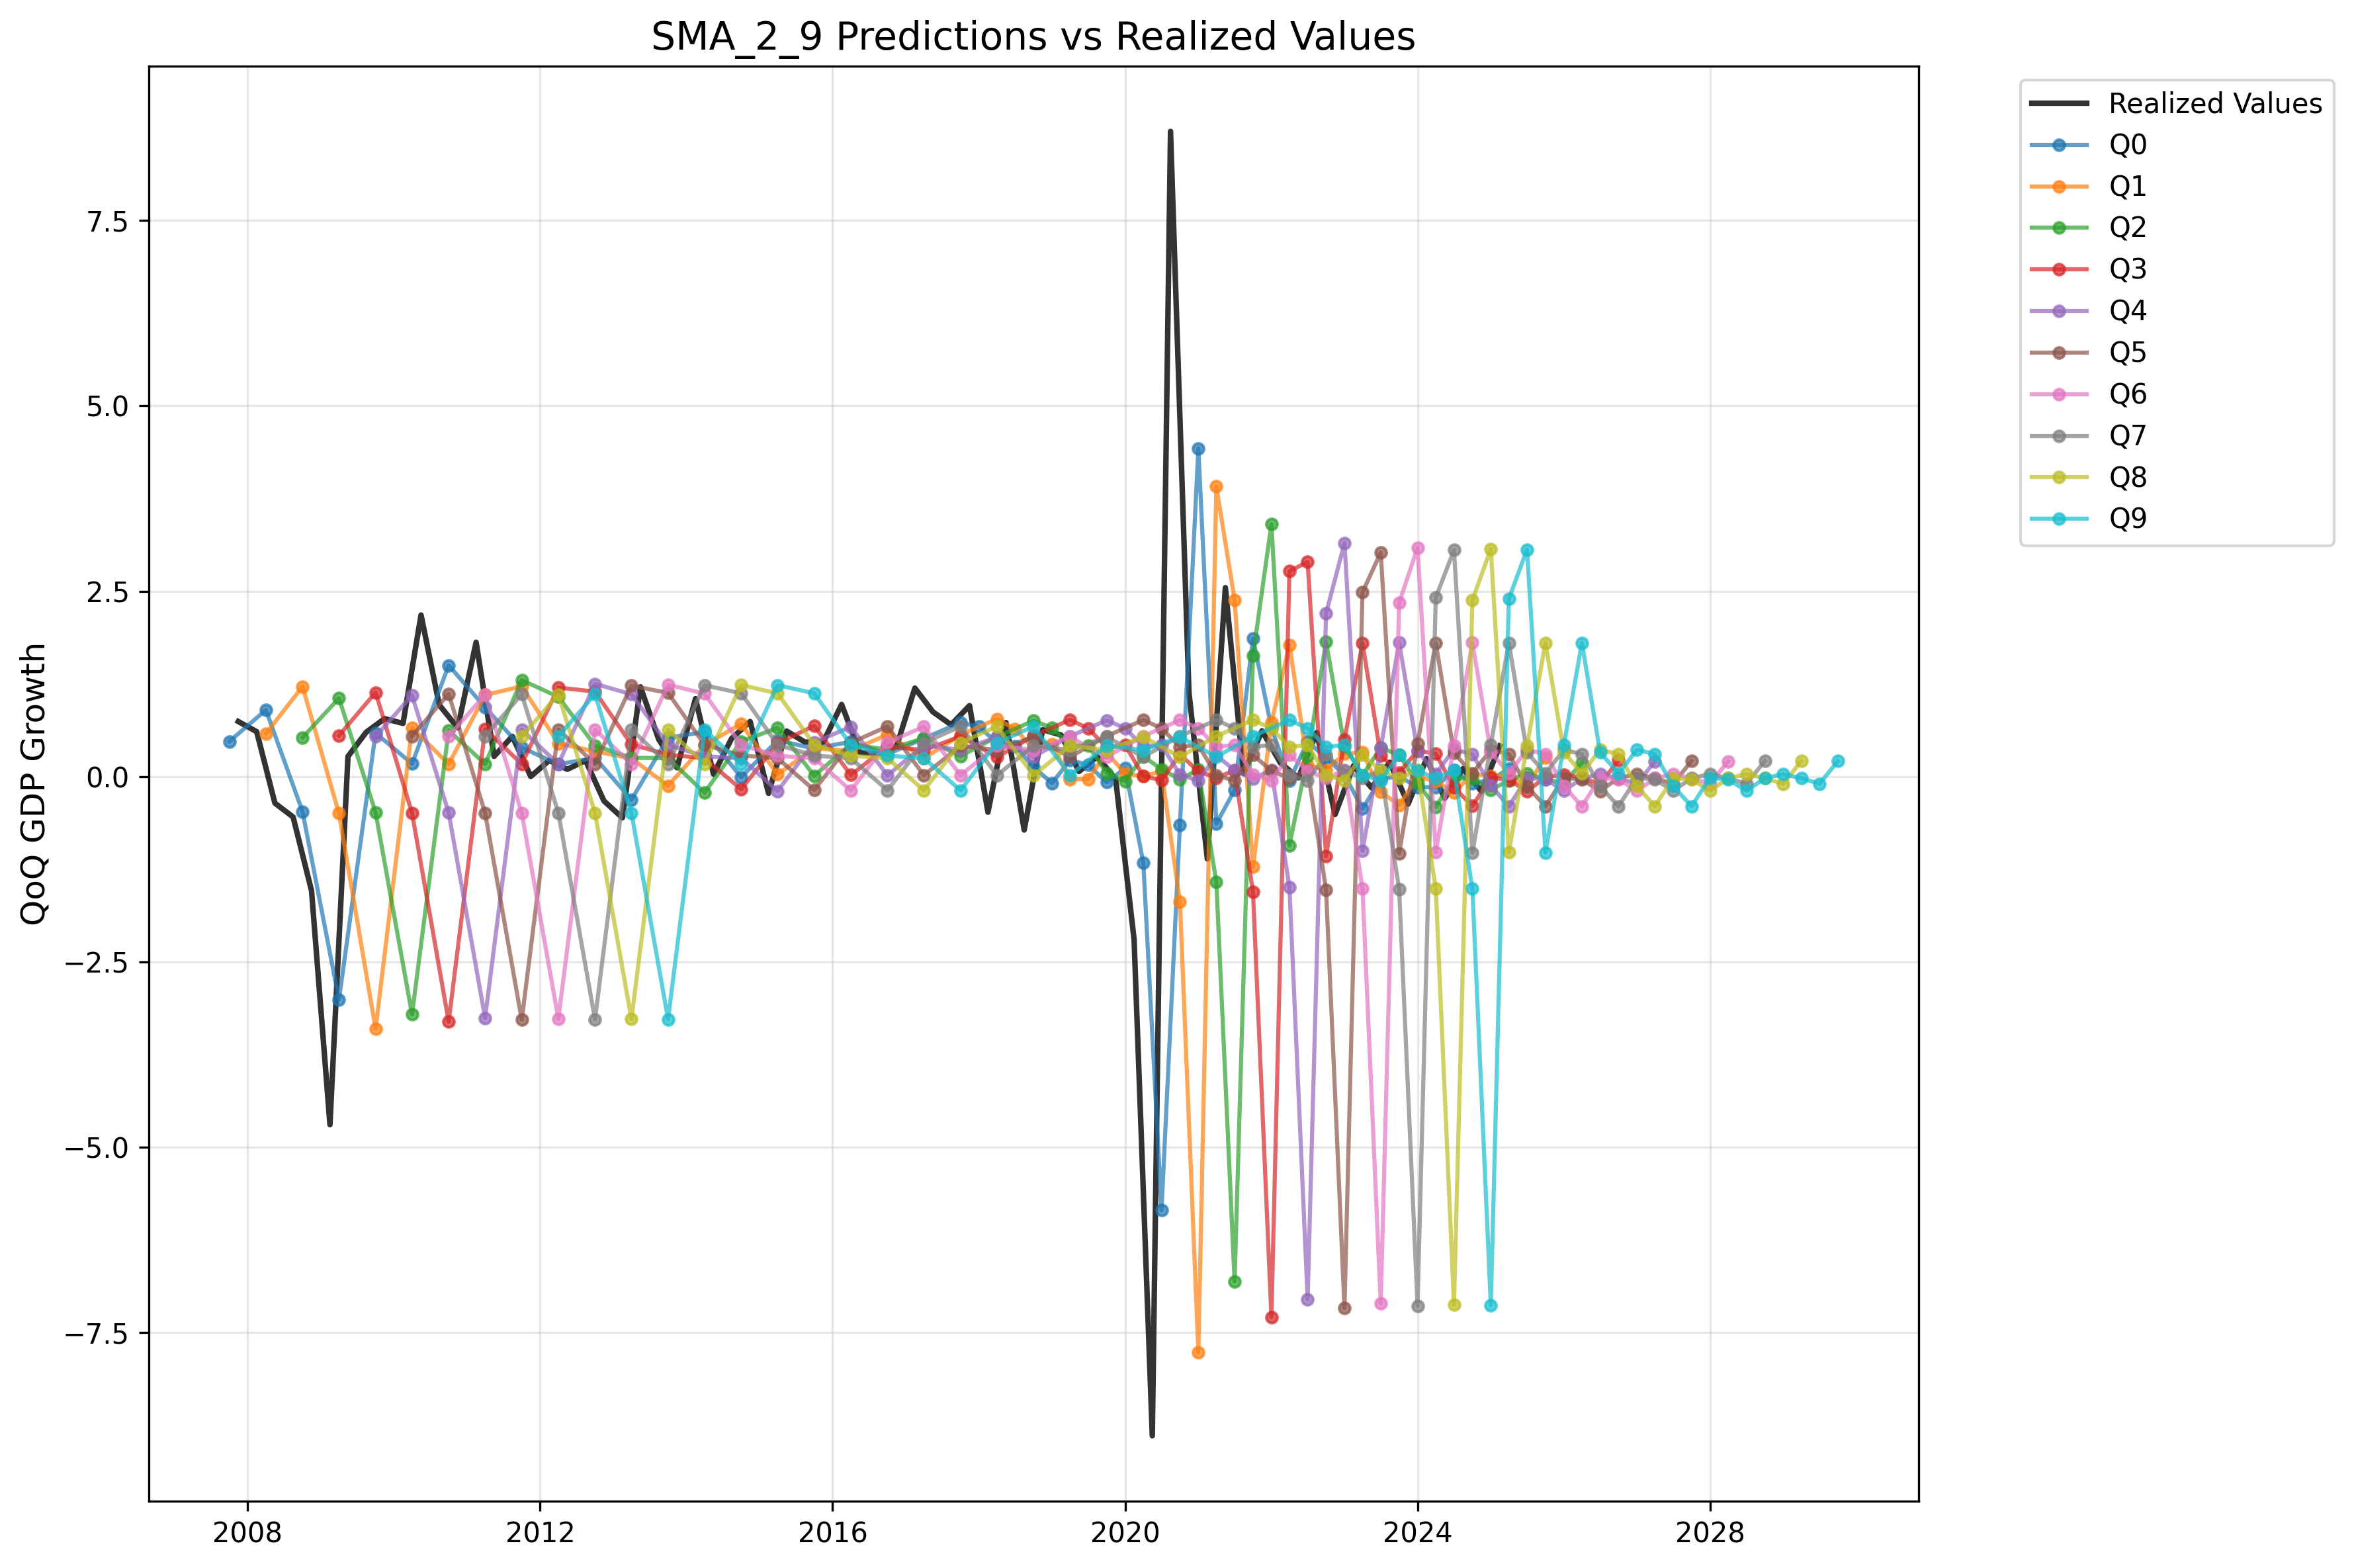 SMA_2_9 Predictions vs Realized Values
QoQ GDP Growth
7.5
5.0
2.5
0.0
−2.5
−5.0
−7.5
2008
2012
2016
2020
2024
2028
Realized Values
Q0
Q1
Q2
Q3
Q4
Q5
Q6
Q7
Q8
Q9